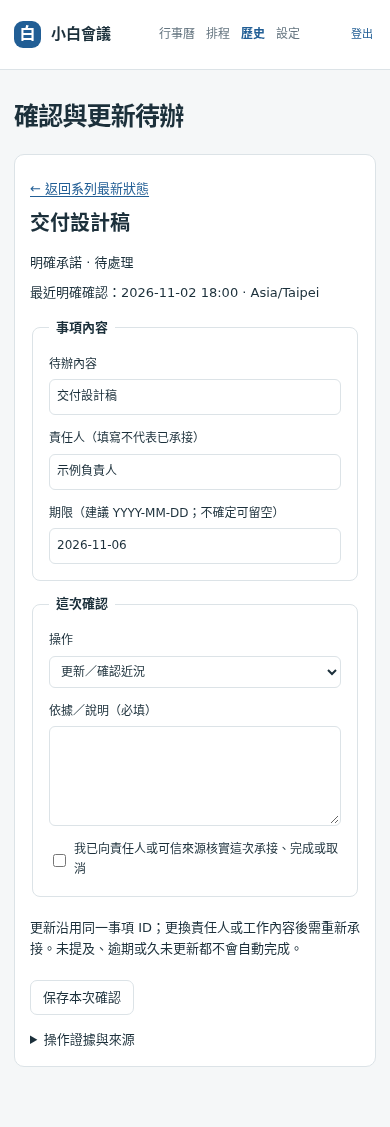 白 小白會議 行事曆 排程 歷史 設定 登出
確認與更新待辦
← 返回系列最新狀態
交付設計稿
明確承諾 · 待處理
最近明確確認：2026-11-02 18:00 · Asia/Taipei
事項內容
待辦內容
交付設計稿
責任人（填寫不代表已承接）
示例負責人
期限（建議 YYYY-MM-DD；不確定可留空）
2026-11-06
這次確認
操作
更新／確認近況
依據／說明（必填）
我已向責任人或可信來源核實這次承接、完成或取
消
更新沿用同一事項 ID；更換責任人或工作內容後需重新承
接。未提及、逾期或久未更新都不會自動完成。
保存本次確認
▶ 操作證據與來源